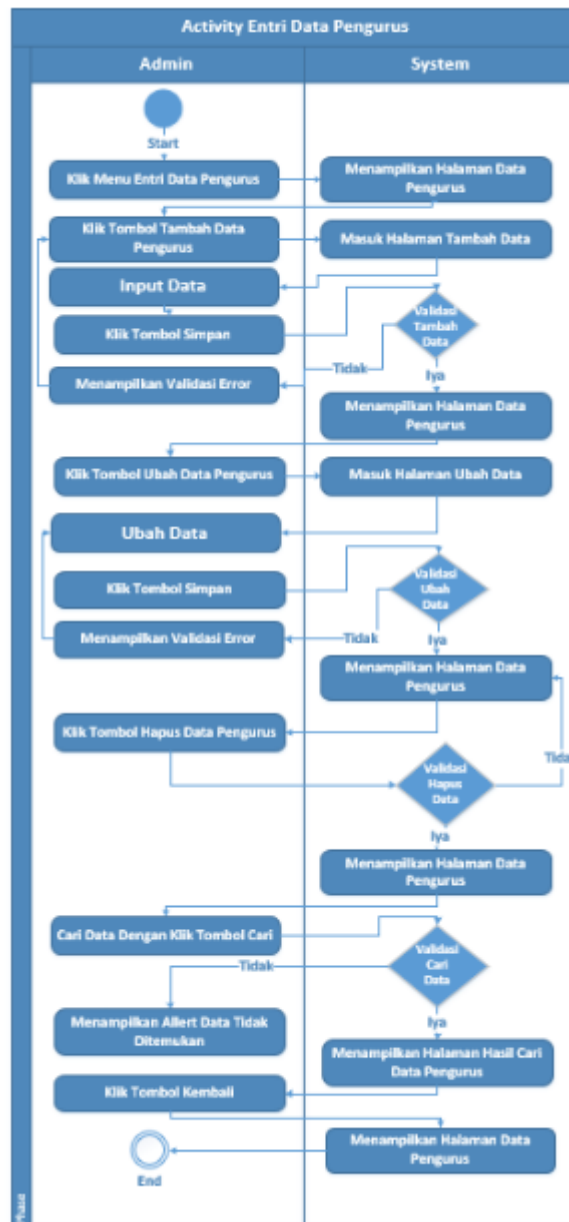 Activity Entri Data Pengurus
Admin
System
Start
Klik Menu Entri Data Pengurus
Menampilkan Halaman Data
Pengurus
Klik Tombol Tambah Data
Pengurus
Masuk Halaman Tambah Data
Input Data
Validasi
Tambah
Data
Klik Tombol Simpan
Tidak
Iya
Menampilkan Validasi Error
Menampilkan Halaman Data
Pengurus
Klik Tombol Ubah Data Pengurus
Masuk Halaman Ubah Data
Ubah Data
Validasi
Ubah
Data
Klik Tombol Simpan
Menampilkan Validasi Error
Tidak
Iya
Menampilkan Halaman Data
Pengurus
Klik Tombol Hapus Data Pengurus
Tida
Validasi
Hapus
Data
Iya
Menampilkan Halaman Data
Pengurus
Cari Data Dengan Klik Tombol Cari
Validasi
Cari
Data
Tidak
Menampilkan Allert Data Tidak
Ditemukan
Iya
Menampilkan Halaman Hasil Cari
Data Pengurus
Klik Tombol Kembali
Menampilkan Halaman Data
Pengurus
End
Phase